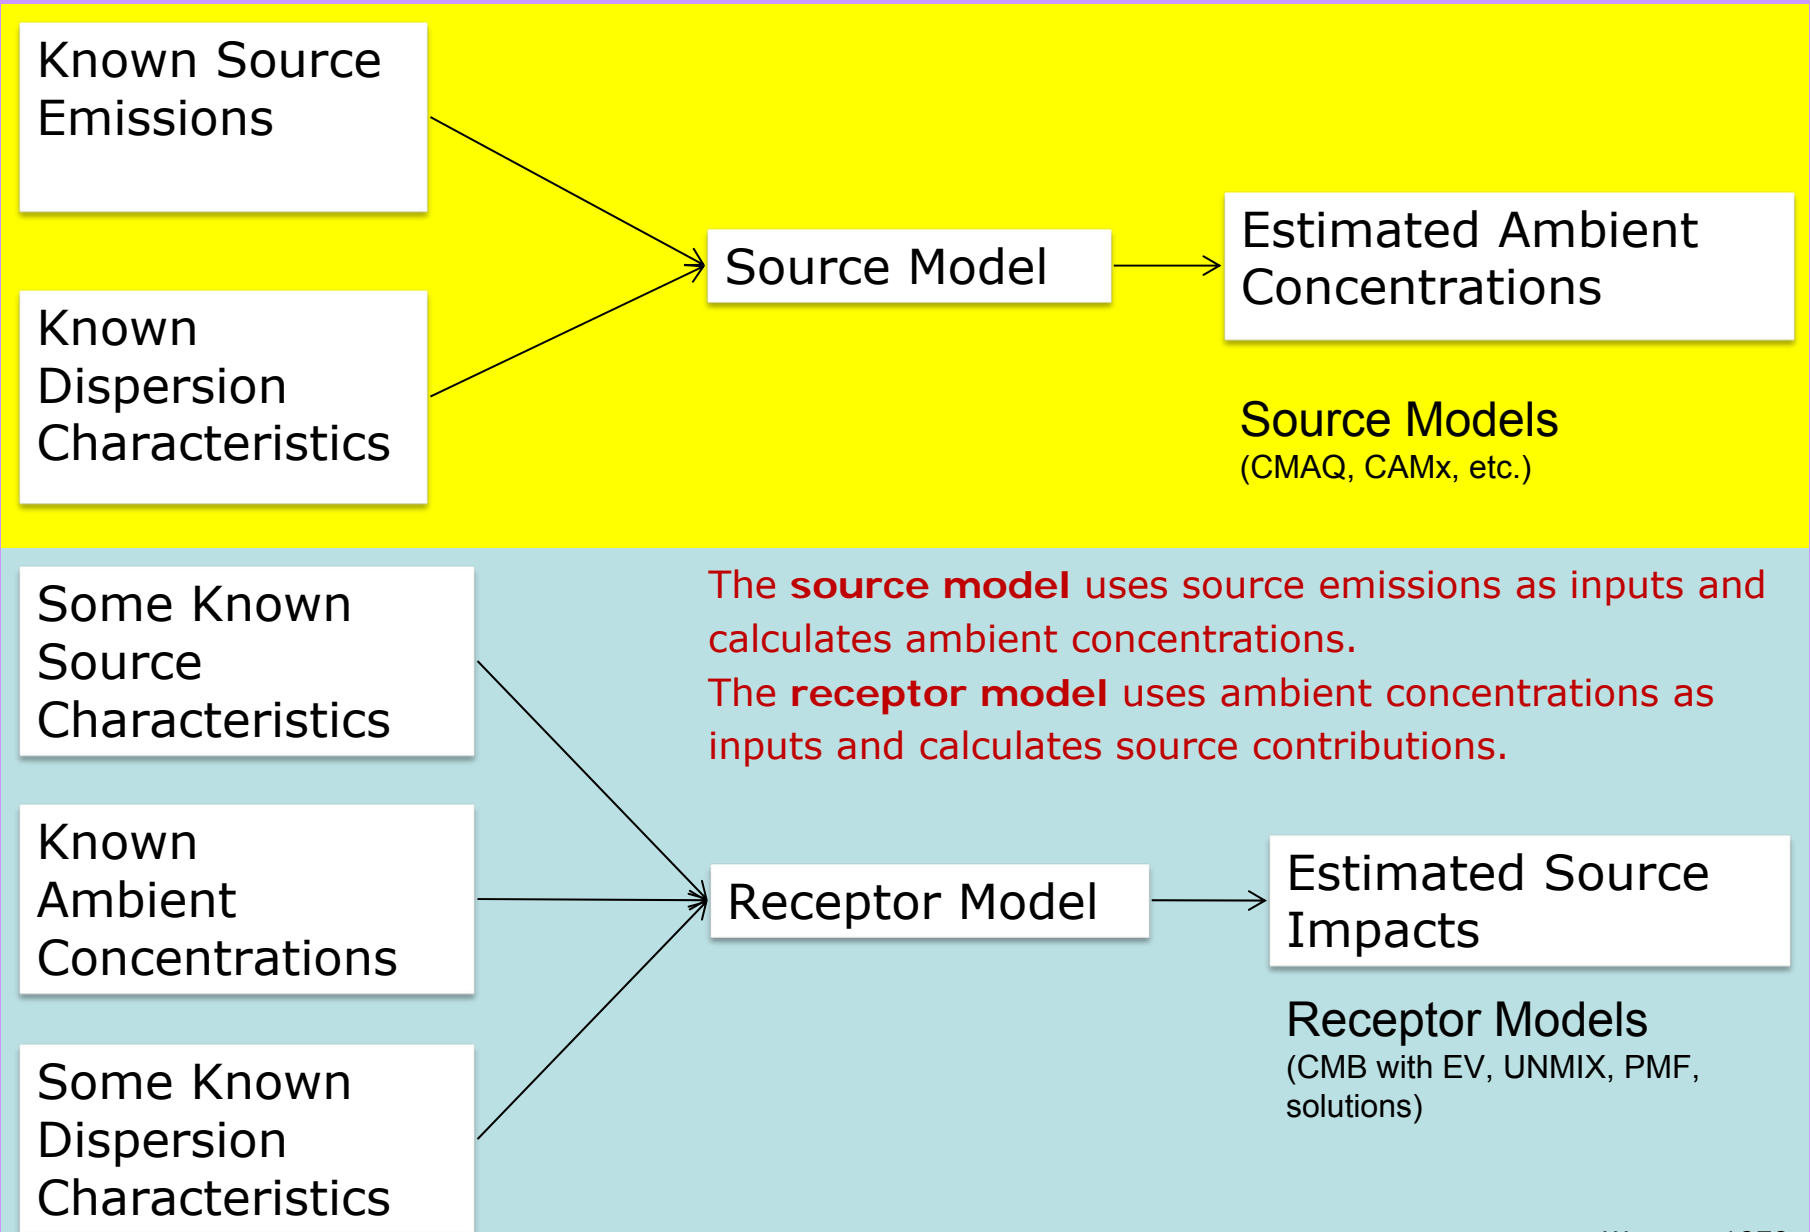 Known Source
Emissions
Known
Dispersion
Characteristics
Source Model
Estimated Ambient
Concentrations
Source Models
(CMAQ, CAMx, etc.)
The source model uses source emissions as inputs and
calculates ambient concentrations.
The receptor model uses ambient concentrations as
inputs and calculates source contributions.
Some Known
Source
Characteristics
Known
Ambient
Concentrations
Some Known
Dispersion
Characteristics
Receptor Model
Estimated Source
Impacts
Receptor Models
(CMB with EV, UNMIX, PMF,
solutions)